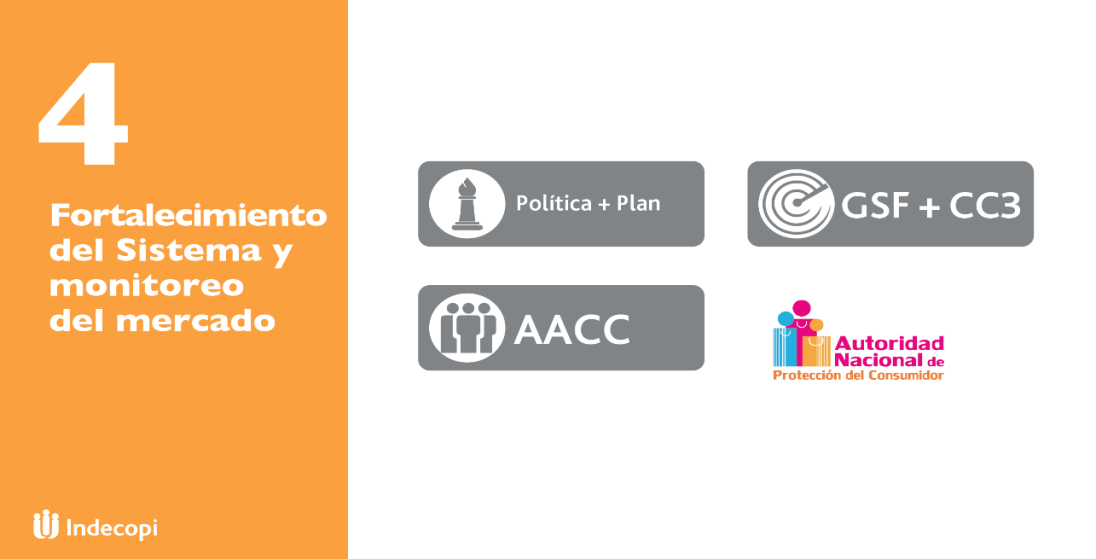 4
Fortalecimiento
del Sistema y
monitoreo
del mercado
Política + Plan
GSF + CC3
AACC
Autoridad
Nacional de
Protección del Consumidor
Indecopi